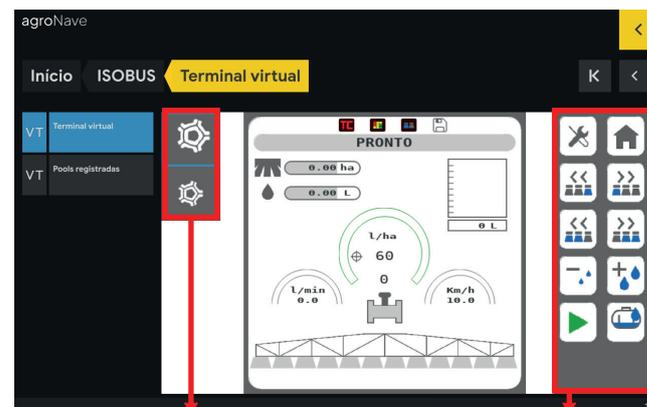 agroNave
Início ISOBUS Terminal virtual
VT Terminal virtual
VT Pools registradas
TC
PRONTO
0.00 ha
0.00 L
0 L
l/ha
60
0
l/min
0.0
Km/h
10.0